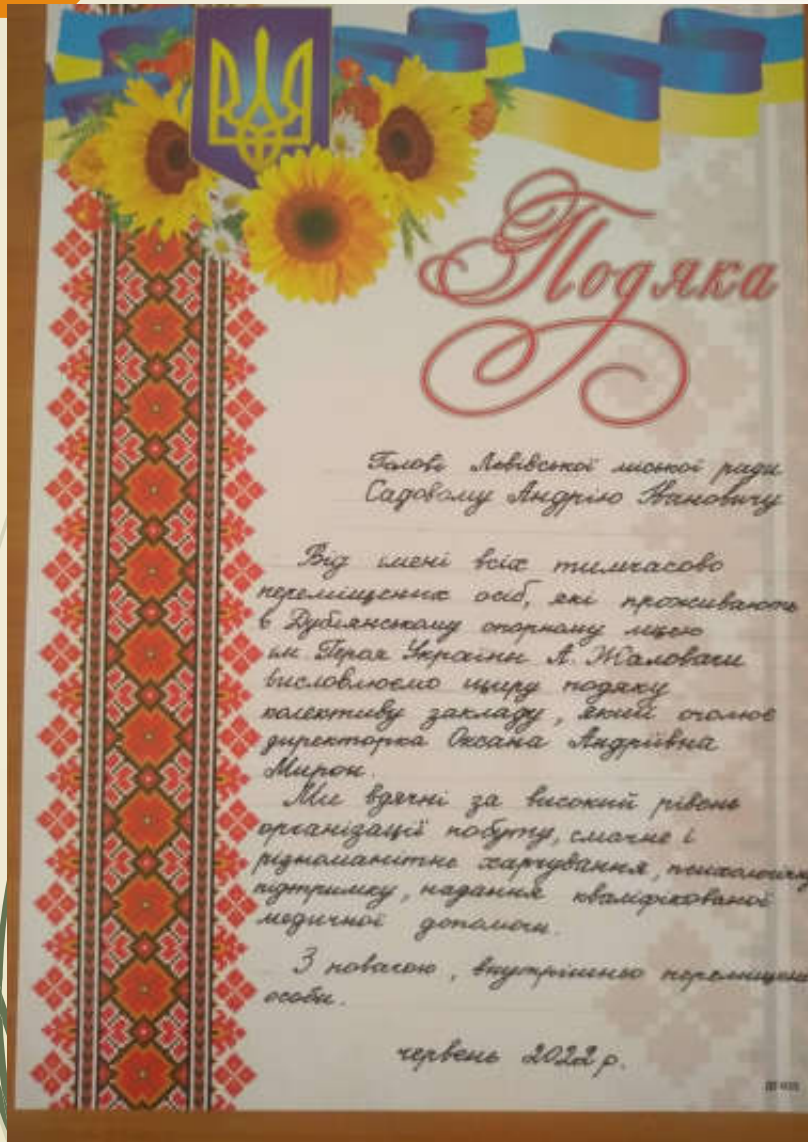 Подяка
Голові Львівської міської ради
Садовому Андрію Івановичу
Від імені всіх тимчасово
переміщених осіб, які проживають
в Дублянському опорному ліцею
ім. Героя України А. Жаловаги
висловлюємо щиру подяку
колективу закладу, який очолює
директорка Оксана Андріївна
Мирон.
Ми вдячні за високий рівень
організації побуту, смачне і
різноманітне харчування, психологічну
підтримку, надання кваліфікованої
медичної допомоги.
З повагою, внутрішньо переміщені
особи.
червень 2022 р.